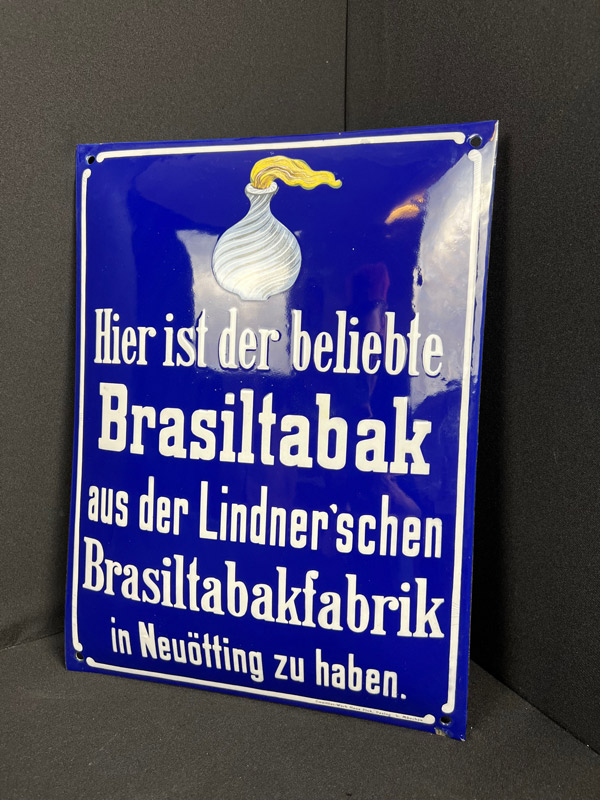 Hier ist der beliebte
Brasiltabak
aus der Lindner'schen
Brasiltabakfabrik
in Neuötting zu haben.